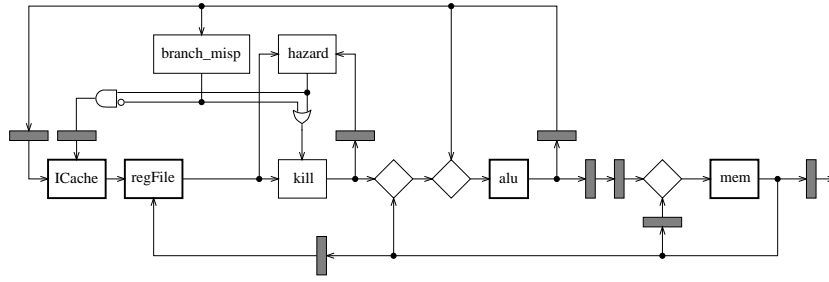 branch_misp
hazard
ICache
regFile
kill
alu
mem